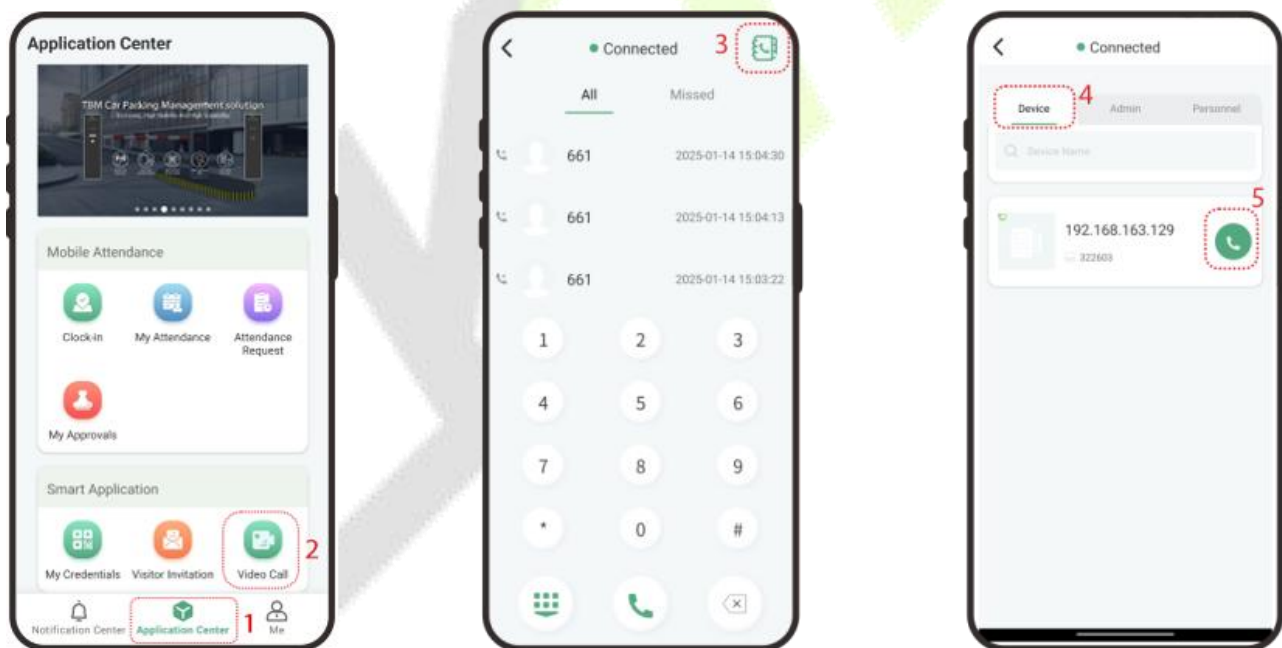 Application Center
TBM Car Parking Management solution
Mobile Attendance
Clock-in
My Attendance
Attendance
Request
My Approvals
Smart Application
My Credentials
Visitor Invitation
Video Call
2
Notification Center
Application Center
1
Me
Connected
3
All
Missed
661
2025-01-14 15:04:30
661
2025-01-14 15:04:13
661
2025-01-14 15:03:22
1 2 3
4 5 6
7 8 9
* 0 #
Connected
Device
4
Admin
Personnel
Device Name
5
192.168.163.129
322603